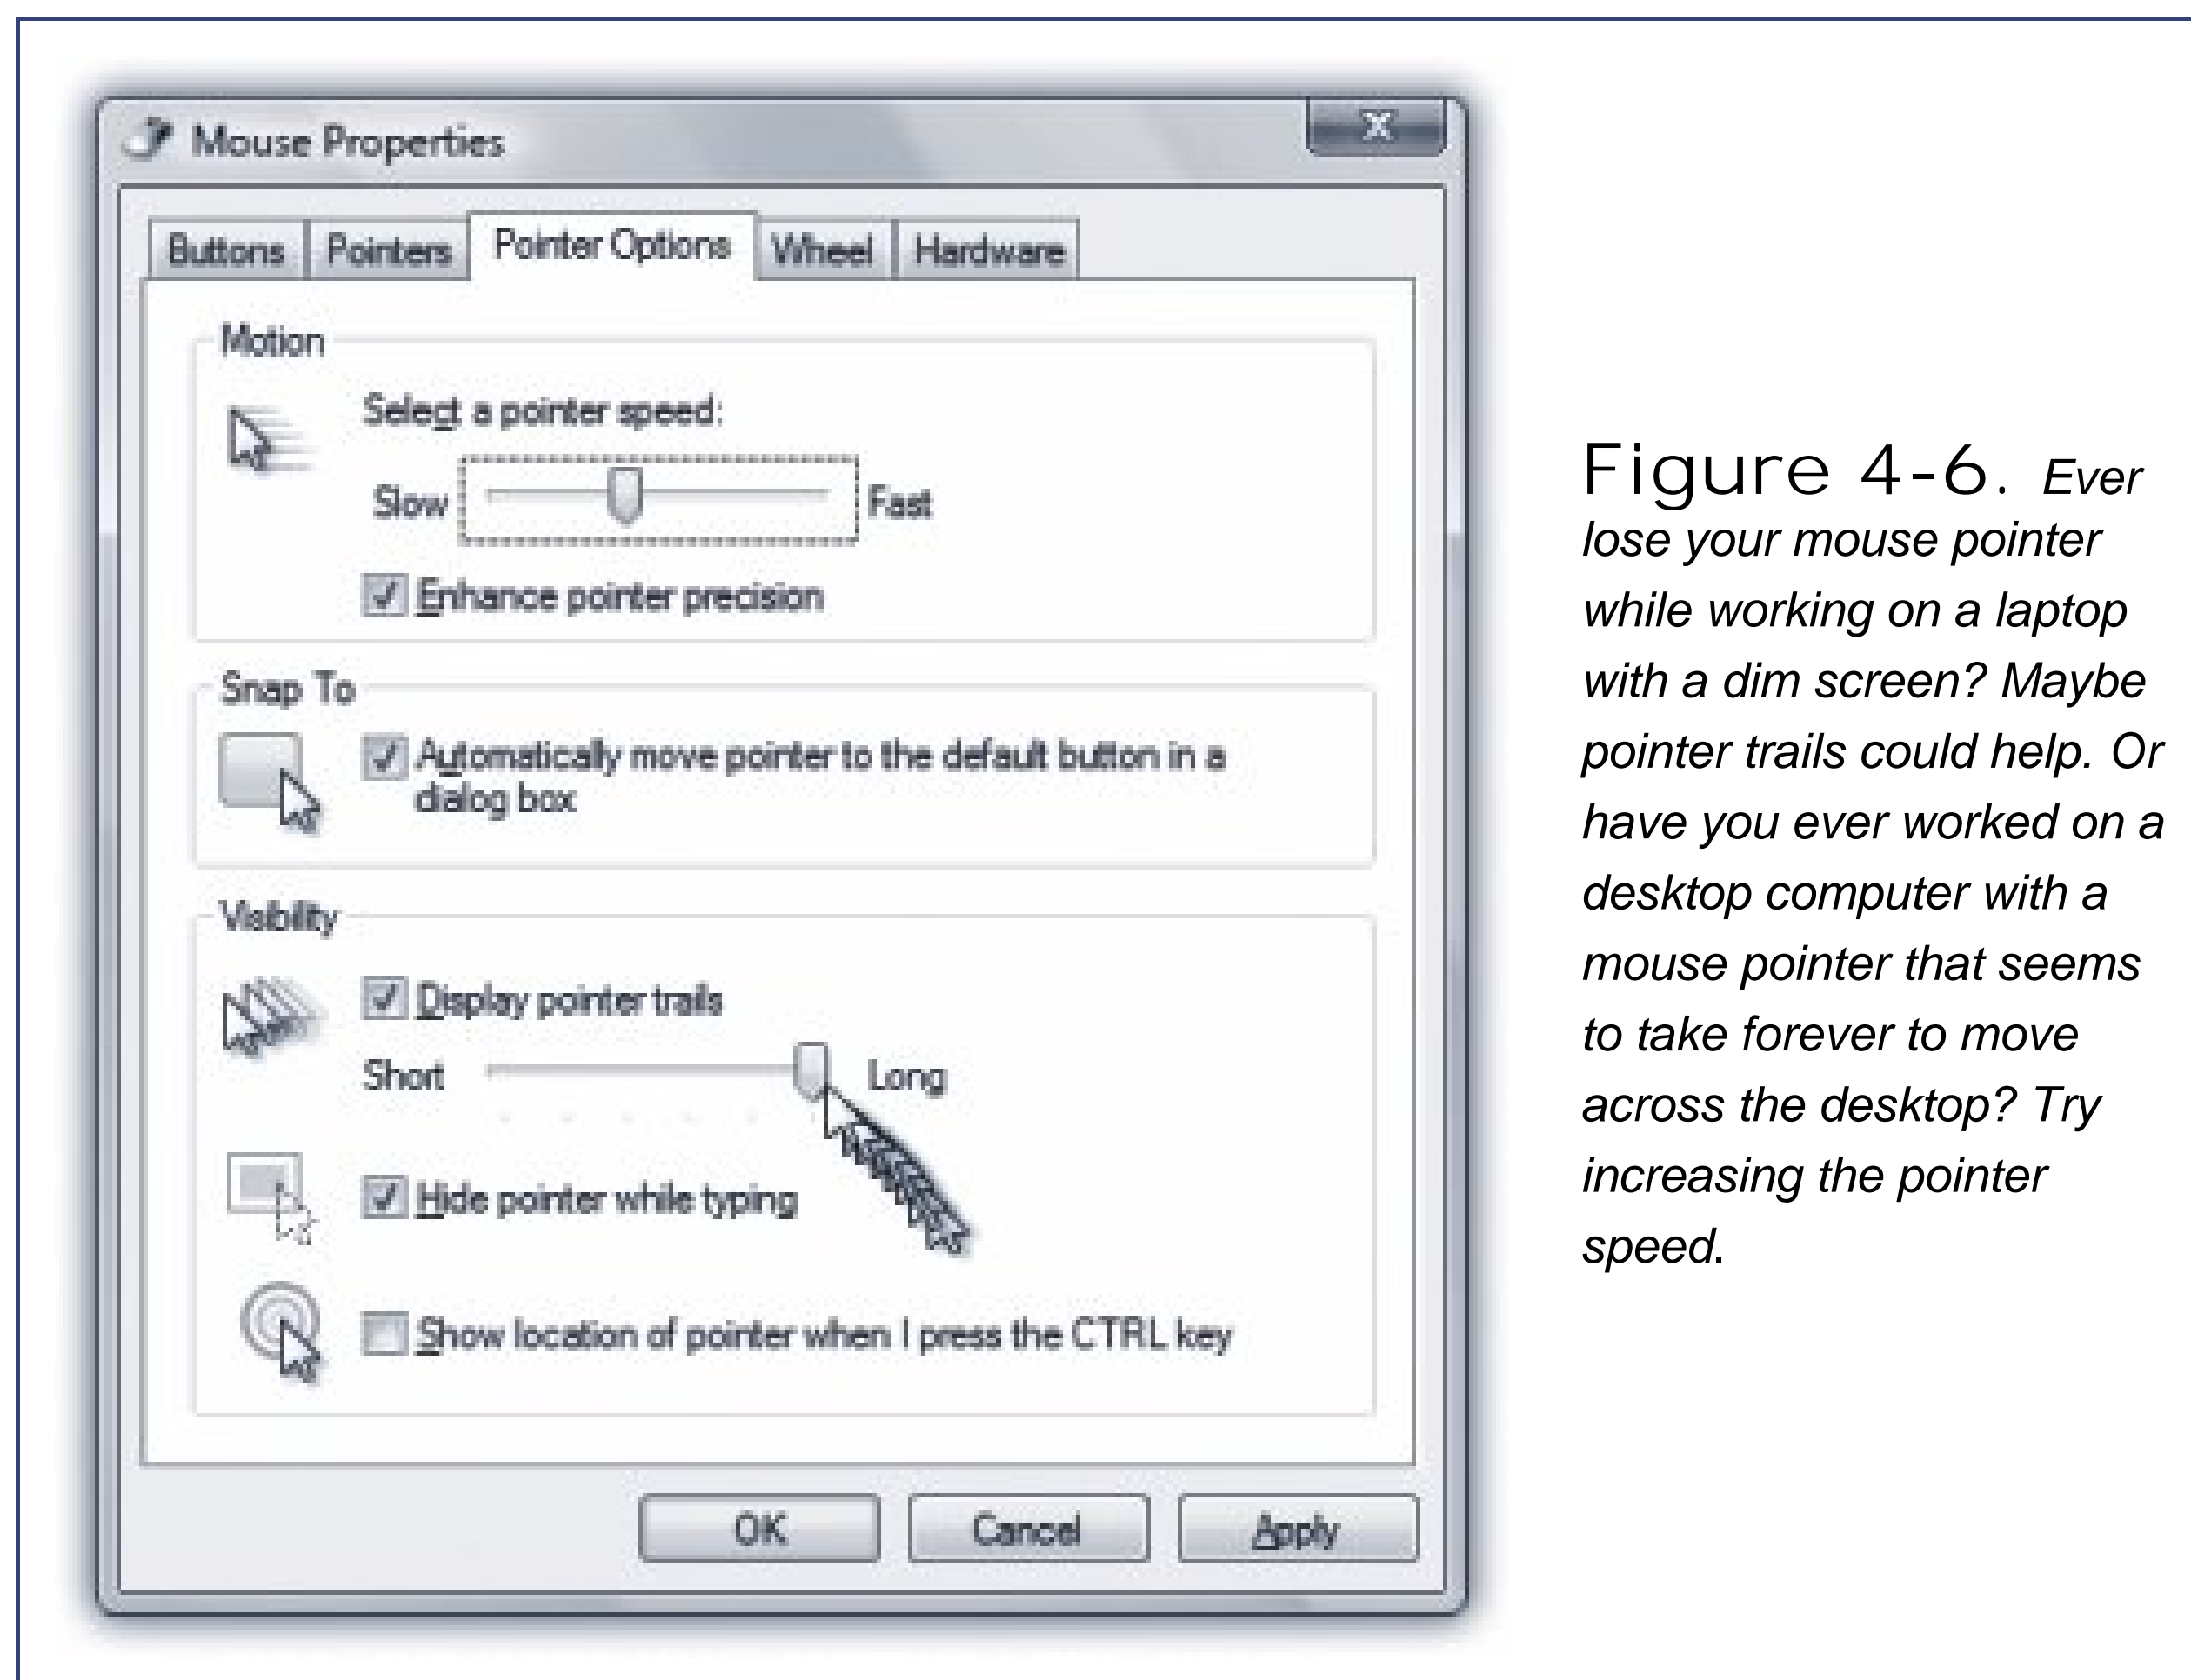 Mouse Properties
Buttons Pointers Pointer Options Wheel Hardware
Motion
Select a pointer speed:
Slow Fast
Enhance pointer precision
Snap To
Automatically move pointer to the default button in a
dialog box
Visibility
Display pointer trails
Short Long
Hide pointer while typing
Show location of pointer when I press the CTRL key
OK Cancel Apply
Figure 4-6. Ever
lose your mouse pointer
while working on a laptop
with a dim screen? Maybe
pointer trails could help. Or
have you ever worked on a
desktop computer with a
mouse pointer that seems
to take forever to move
across the desktop? Try
increasing the pointer
speed.